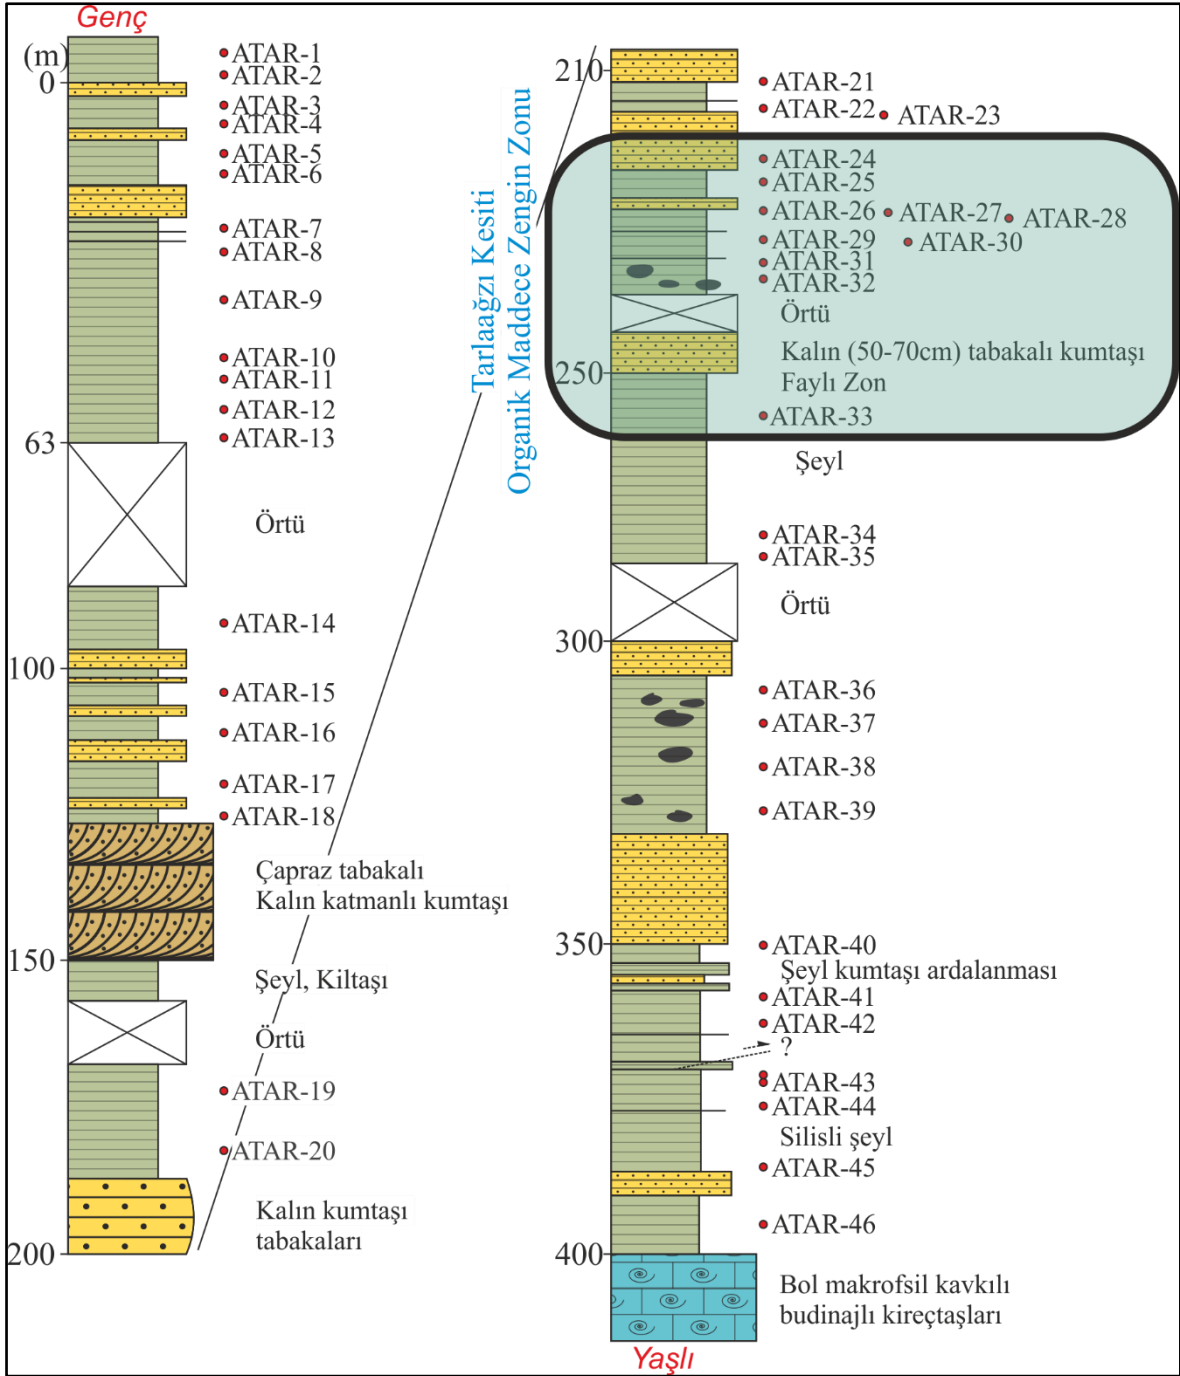 Genç
(m)
0
ATAR-1
ATAR-2
ATAR-3
ATAR-4
ATAR-5
ATAR-6
ATAR-7
ATAR-8
ATAR-9
ATAR-10
ATAR-11
ATAR-12
ATAR-13
63
Örtü
ATAR-14
100
ATAR-15
ATAR-16
ATAR-17
ATAR-18
Çapraz tabakalı
Kalın katmanlı kumtaşı
150
Şeyl, Kiltaşı
Örtü
ATAR-19
ATAR-20
Kalın kumtaşı
tabakaları
200
Tarlaağzı Kesiti
Organik Maddece Zengin Zonu
210
ATAR-21
ATAR-22
ATAR-23
ATAR-24
ATAR-25
ATAR-26
ATAR-27
ATAR-28
ATAR-29
ATAR-30
ATAR-31
ATAR-32
Örtü
Kalın (50-70cm) tabakalı kumtaşı
250
Faylı Zon
ATAR-33
Şeyl
ATAR-34
ATAR-35
Örtü
300
ATAR-36
ATAR-37
ATAR-38
ATAR-39
350
ATAR-40
Şeyl kumtaşı ardalanması
ATAR-41
ATAR-42
?
ATAR-43
ATAR-44
Silisli şeyl
ATAR-45
ATAR-46
400
Bol makrofsil kavkılı
budinajlı kireçtaşları
Yaşlı